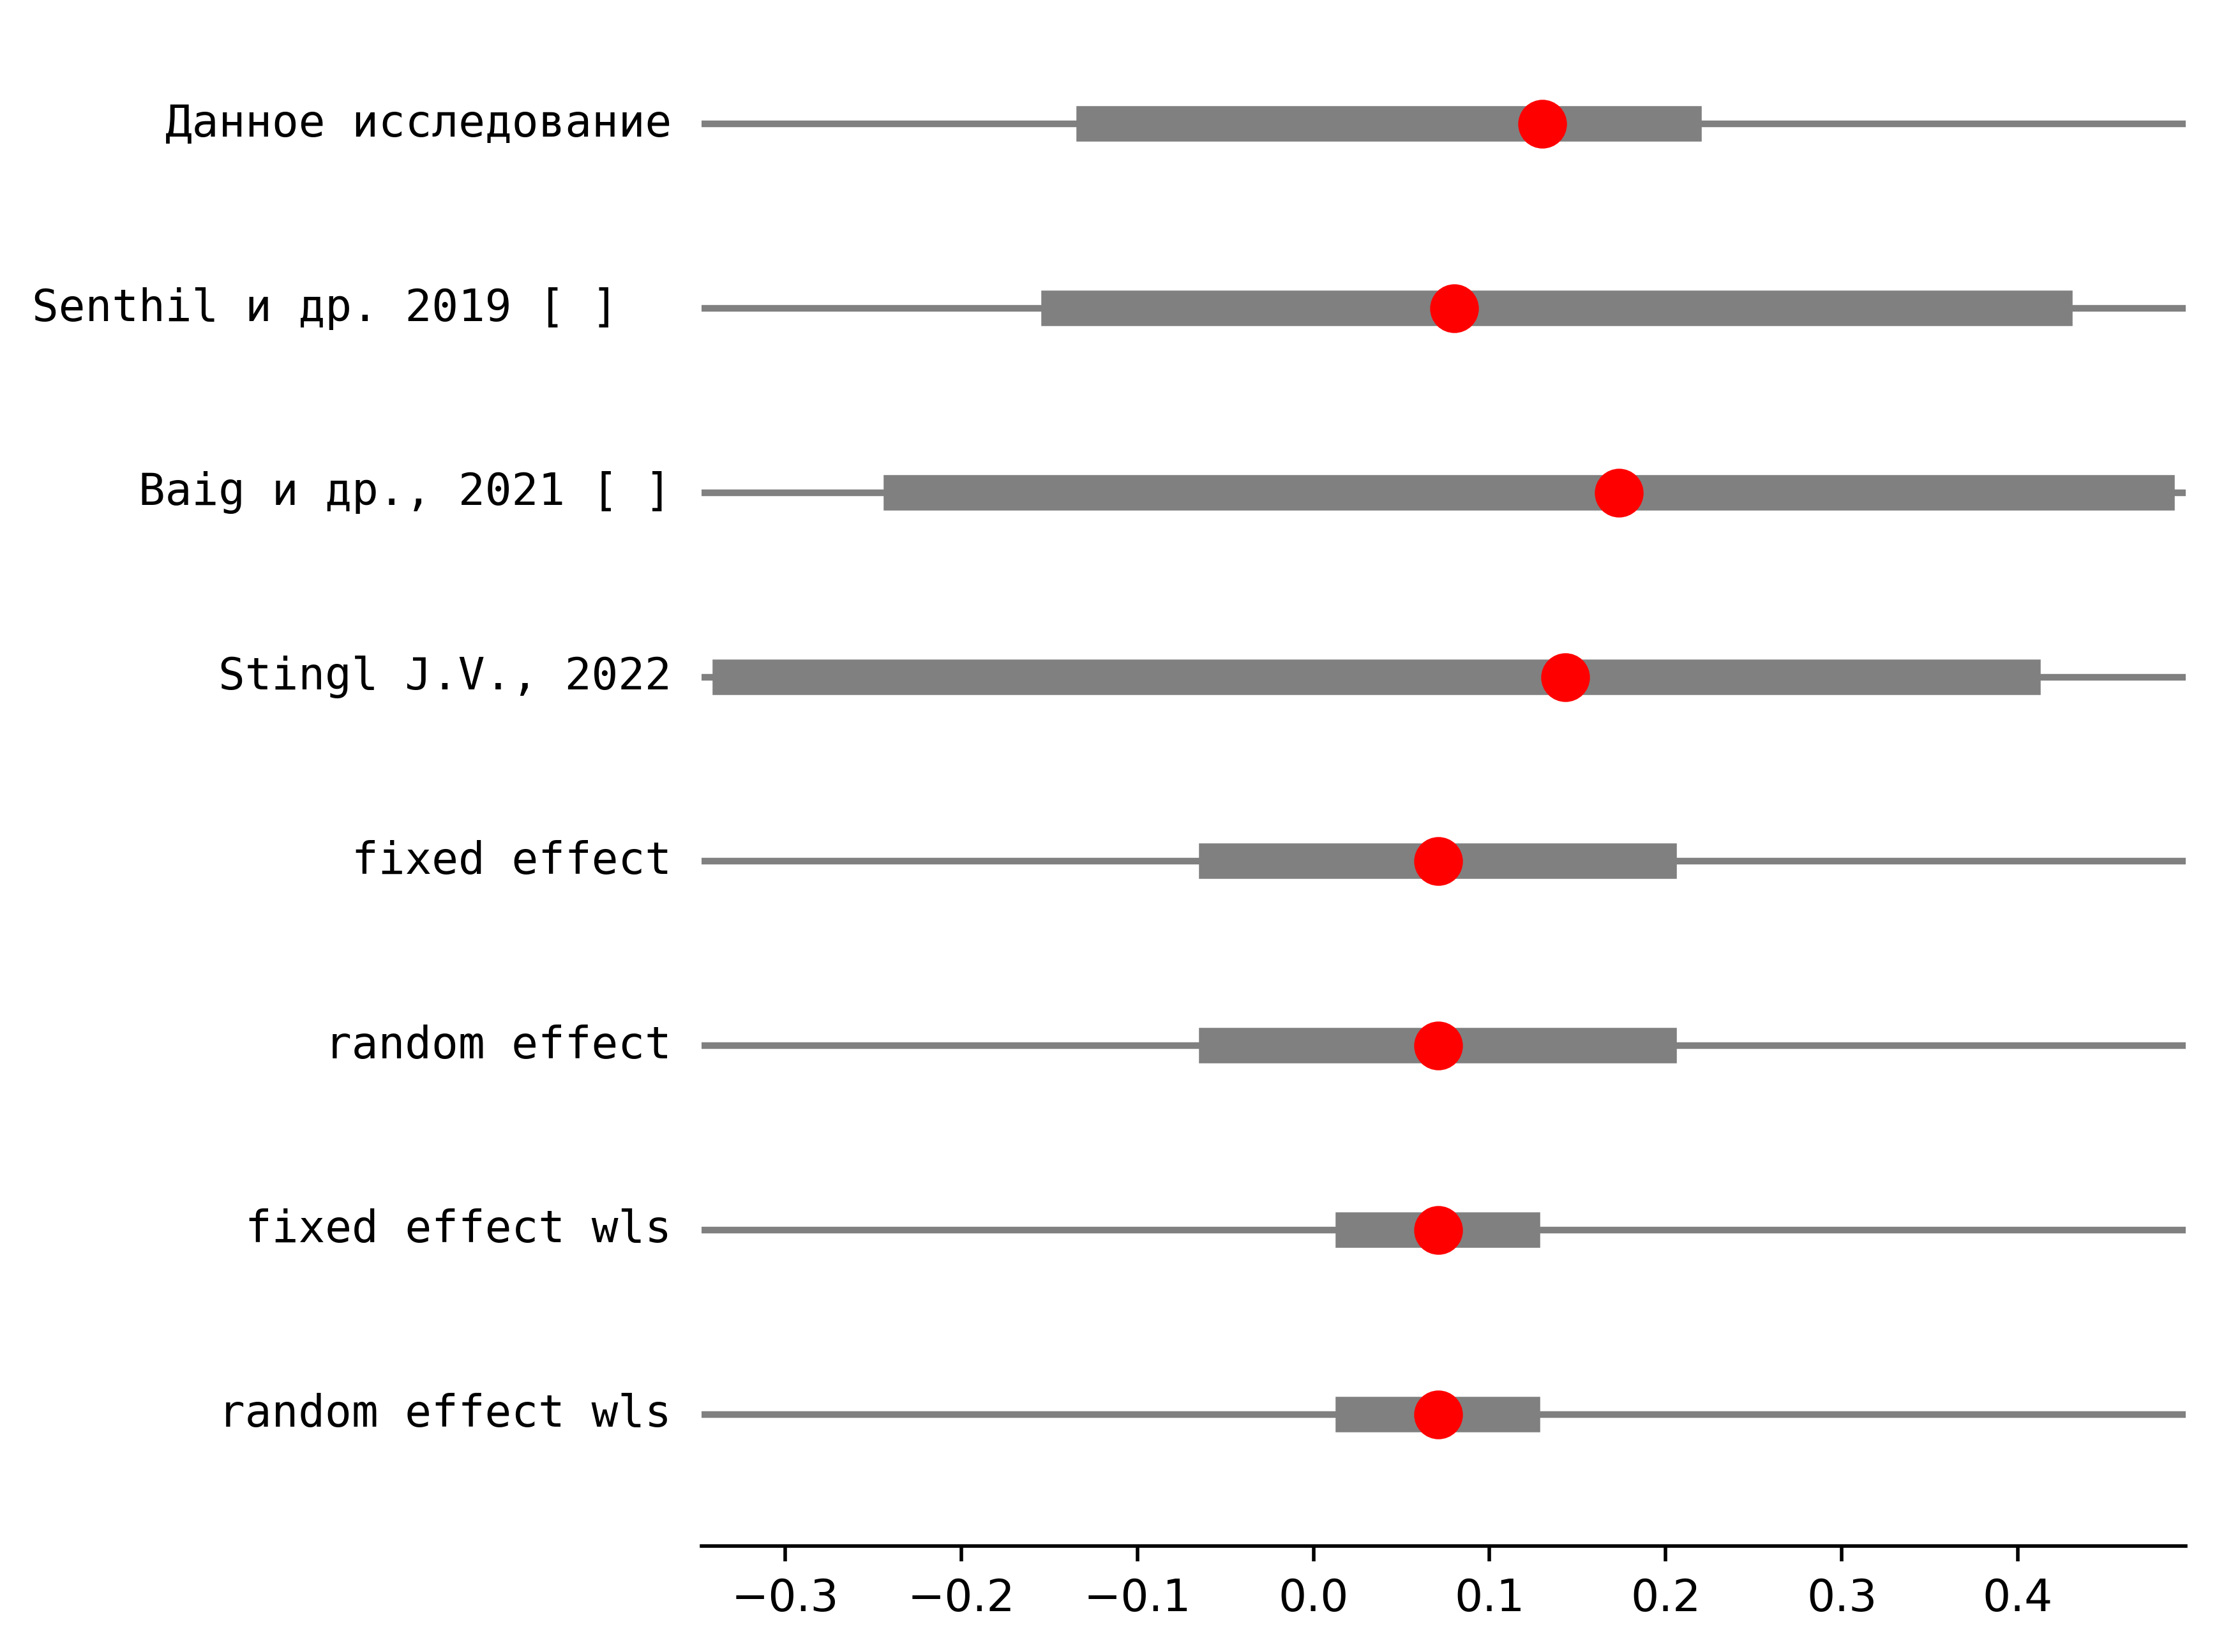 Данное исследование
Senthil и др. 2019 [ ]
Baig и др., 2021 [ ]
Stingl J.V., 2022
fixed effect
random effect
fixed effect wls
random effect wls
−0.3 −0.2 −0.1 0.0 0.1 0.2 0.3 0.4